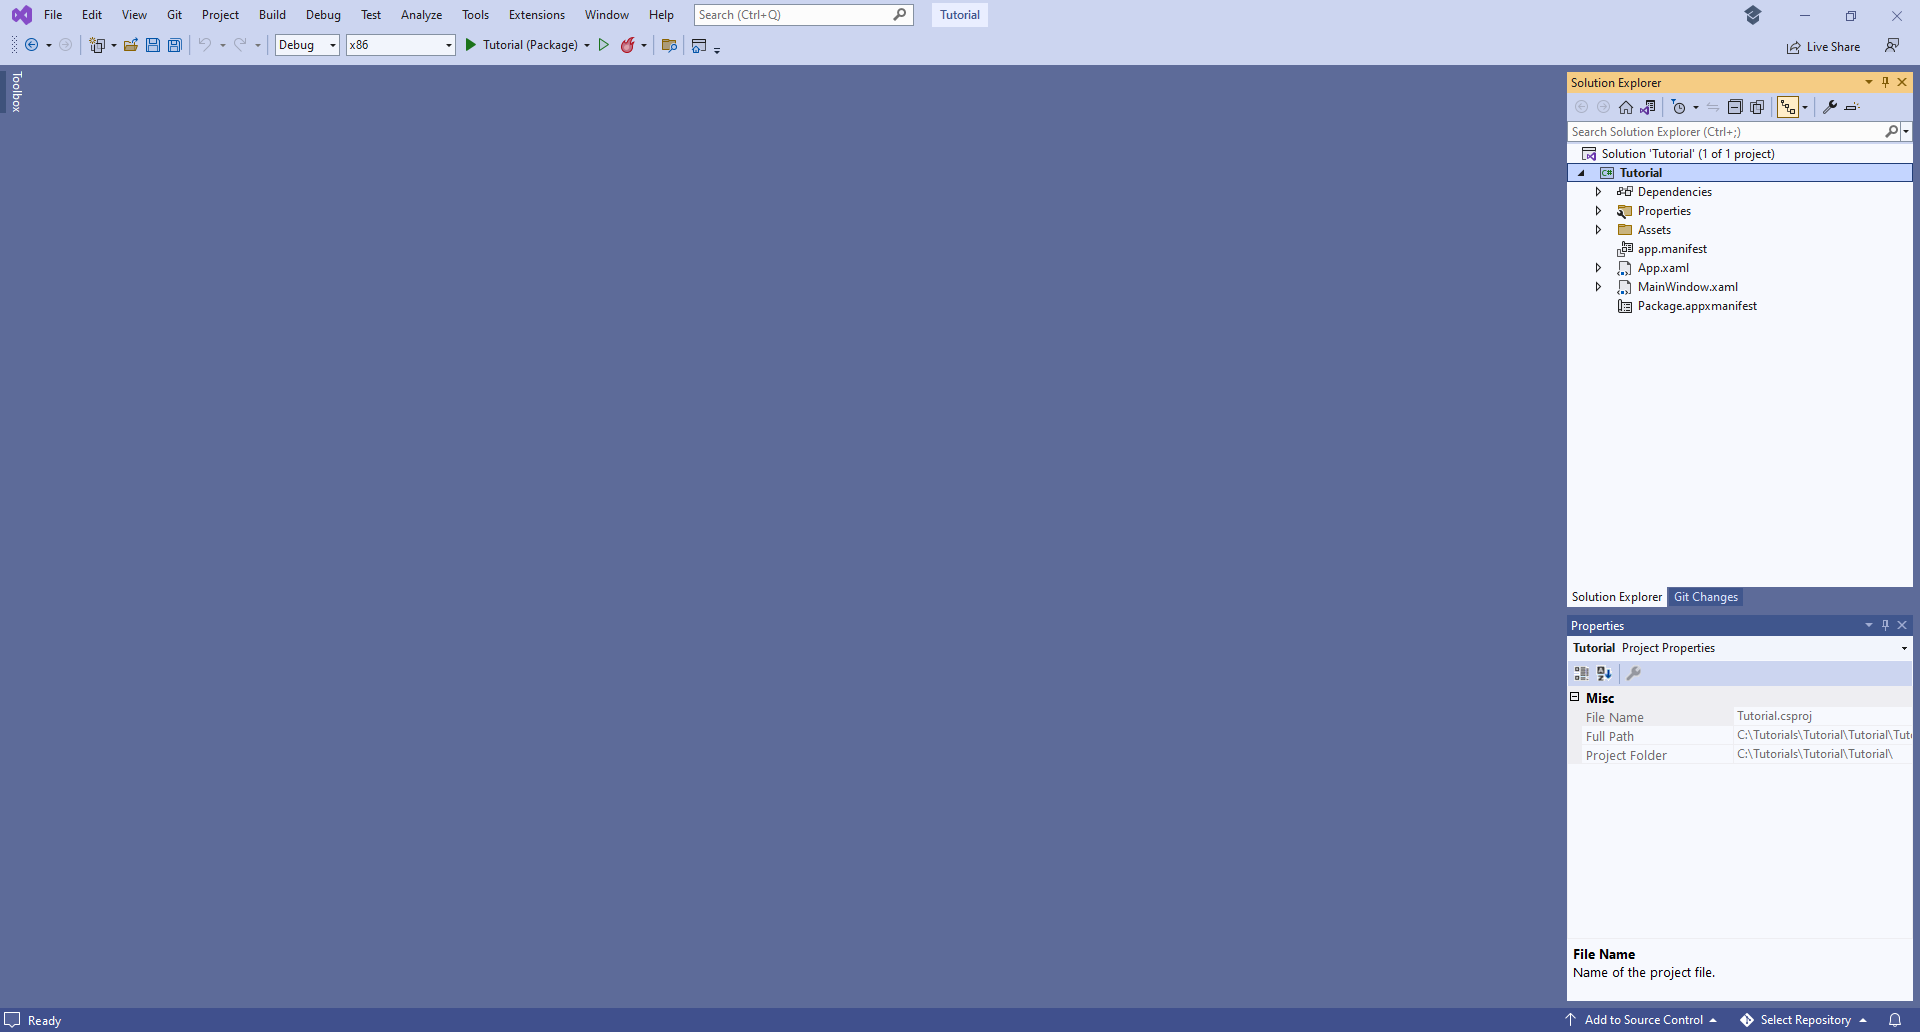 File Edit View Git Project Build Debug Test Analyze Tools Extensions Window Help Search (Ctrl+Q) Tutorial
Debug x86 Tutorial (Package) Live Share
Toolbox
Solution Explorer
Search Solution Explorer (Ctrl+;)
Solution 'Tutorial' (1 of 1 project)
C# Tutorial
Dependencies
Properties
Assets
app.manifest
App.xaml
MainWindow.xaml
Package.appxmanifest
Solution Explorer Git Changes
Properties
Tutorial Project Properties
Misc
File Name Tutorial.csproj
Full Path C:\Tutorials\Tutorial\Tutorial\Tut
Project Folder C:\Tutorials\Tutorial\Tutorial\
File Name
Name of the project file.
Ready Add to Source Control Select Repository